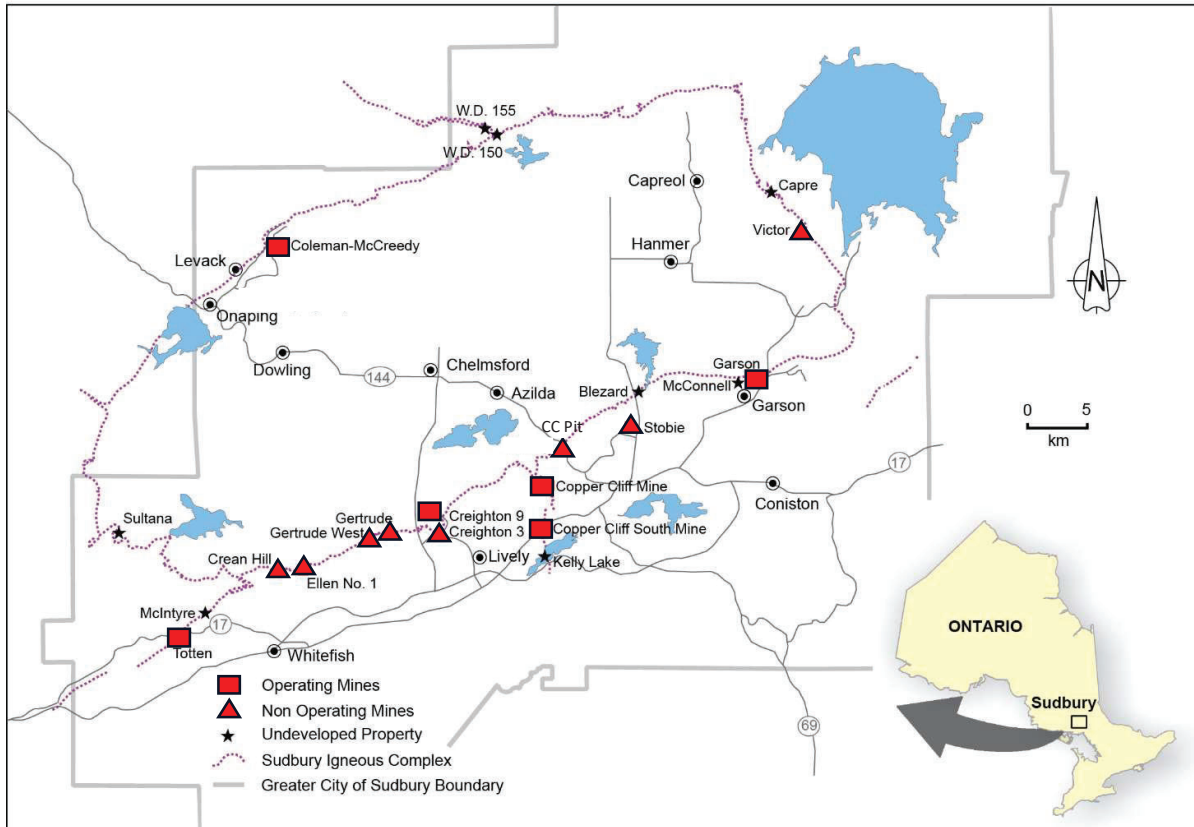 W.D. 155
W.D. 150
Capreol
Capre
Victor
Hanmer
Coleman-McCreedy
Levack
Onaping
N
Dowling
144
Chelmsford
Azilda
Blezard
Garson
McConnell
Garson
0 5
km
CC Pit
Stobie
17
Copper Cliff Mine
Coniston
Sultana
Gertrude
Gertrude West
Creighton 9
Creighton 3
Copper Cliff South Mine
Lively
Kelly Lake
Crean Hill
Ellen No. 1
McIntyre
17
Totten
Whitefish
69
Operating Mines
Non Operating Mines
Undeveloped Property
Sudbury Igneous Complex
Greater City of Sudbury Boundary
ONTARIO
Sudbury